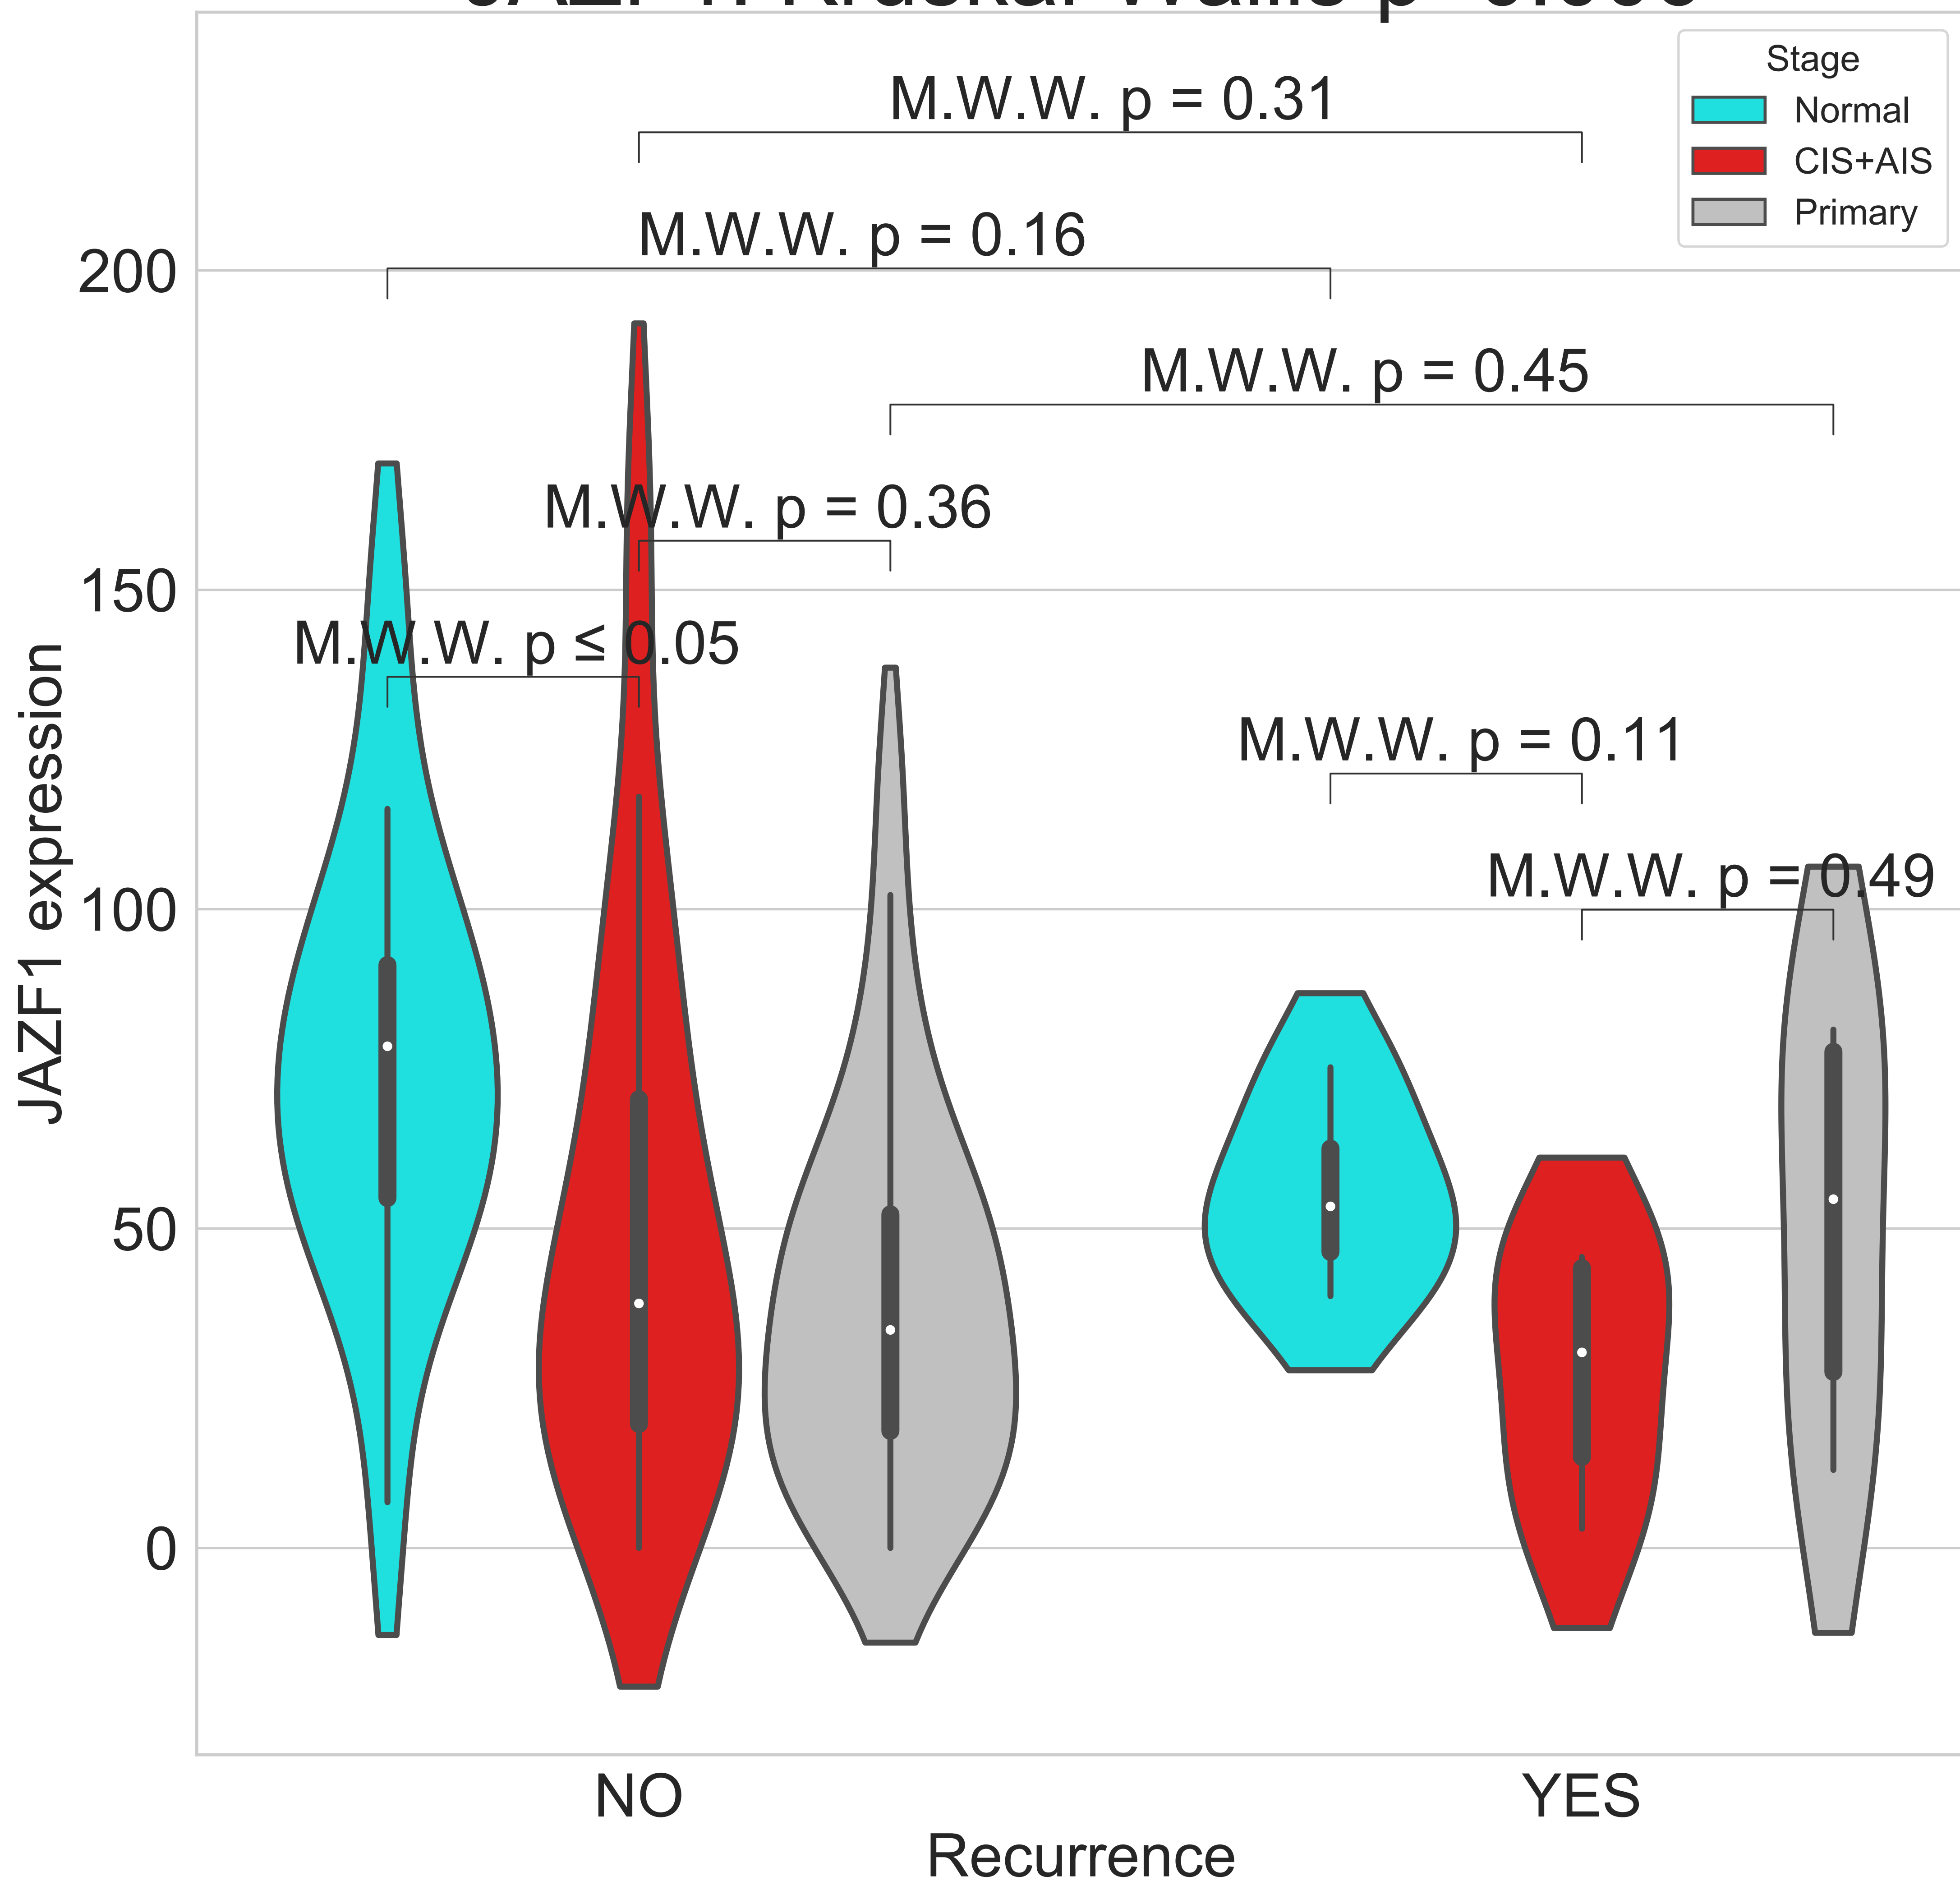 Stage
Normal
CIS+AIS
Primary
M.W.W. p = 0.31
M.W.W. p = 0.16
M.W.W. p = 0.45
M.W.W. p = 0.36
M.W.W. p ≤ 0.05
M.W.W. p = 0.11
M.W.W. p = 0.49
200
150
100
50
0
JAZF1 expression
NO
YES
Recurrence